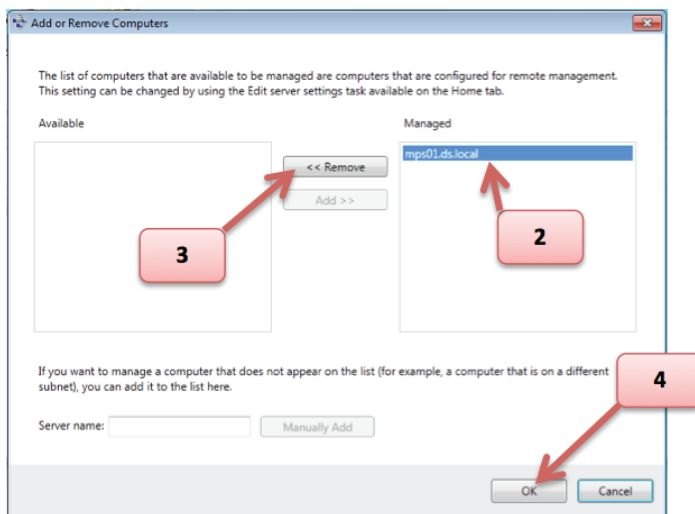 Add or Remove Computers
The list of computers that are available to be managed are computers that are configured for remote management.
This setting can be changed by using the Edit server settings task available on the Home tab.
Available
Managed
mps01.ds.local
<< Remove
Add >>
3
2
If you want to manage a computer that does not appear on the list (for example, a computer that is on a different
subnet), you can add it to the list here.
4
Server name:
Manually Add
OK
Cancel